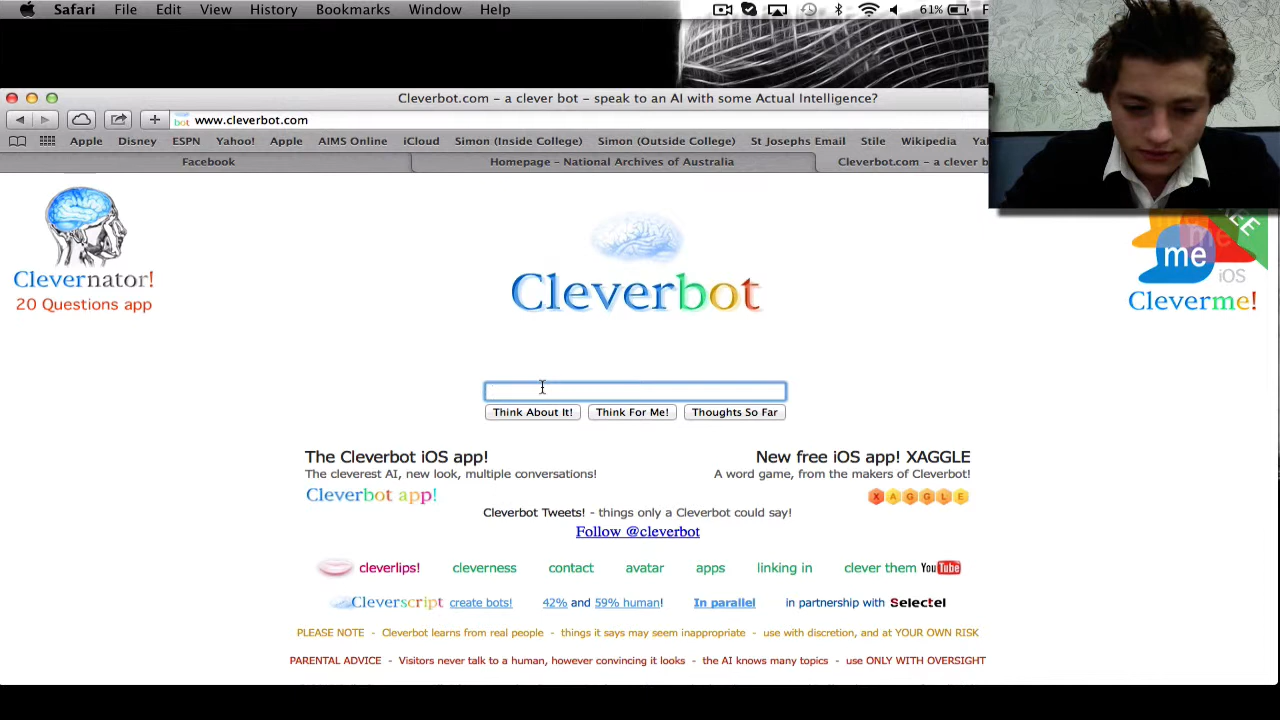 Safari File Edit View History Bookmarks Window Help 61%
Cleverbot.com – a clever bot – speak to an AI with some Actual Intelligence?
www.cleverbot.com
Apple Disney ESPN Yahoo! Apple AIMS Online iCloud Simon (Inside College) Simon (Outside College) St Josephs Email Stile Wikipedia
Facebook Homepage – National Archives of Australia Cleverbot.com – a clever b
Clevernator!
20 Questions app
Cleverbot
me
iOS
Cleverme!
Think About It! Think For Me! Thoughts So Far
The Cleverbot iOS app! New free iOS app! XAGGLE
The cleverest AI, new look, multiple conversations! A word game, from the makers of Cleverbot!
Cleverbot app! XAGGLE
Cleverbot Tweets! - things only a Cleverbot could say!
Follow @cleverbot
cleverlips! cleverness contact avatar apps linking in clever them YouTube
Cleverscript create bots! 42% and 59% human! In parallel in partnership with Selectel
PLEASE NOTE - Cleverbot learns from real people - things it says may seem inappropriate - use with discretion, and at YOUR OWN RISK
PARENTAL ADVICE - Visitors never talk to a human, however convincing it looks - the AI knows many topics - use ONLY WITH OVERSIGHT